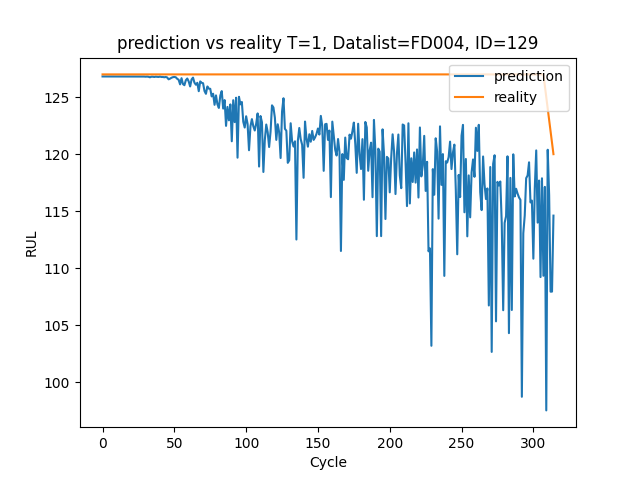 prediction vs reality T=1, Datalist=FD004, ID=129
prediction
reality
RUL
125
120
115
110
105
100
0 50 100 150 200 250 300
Cycle